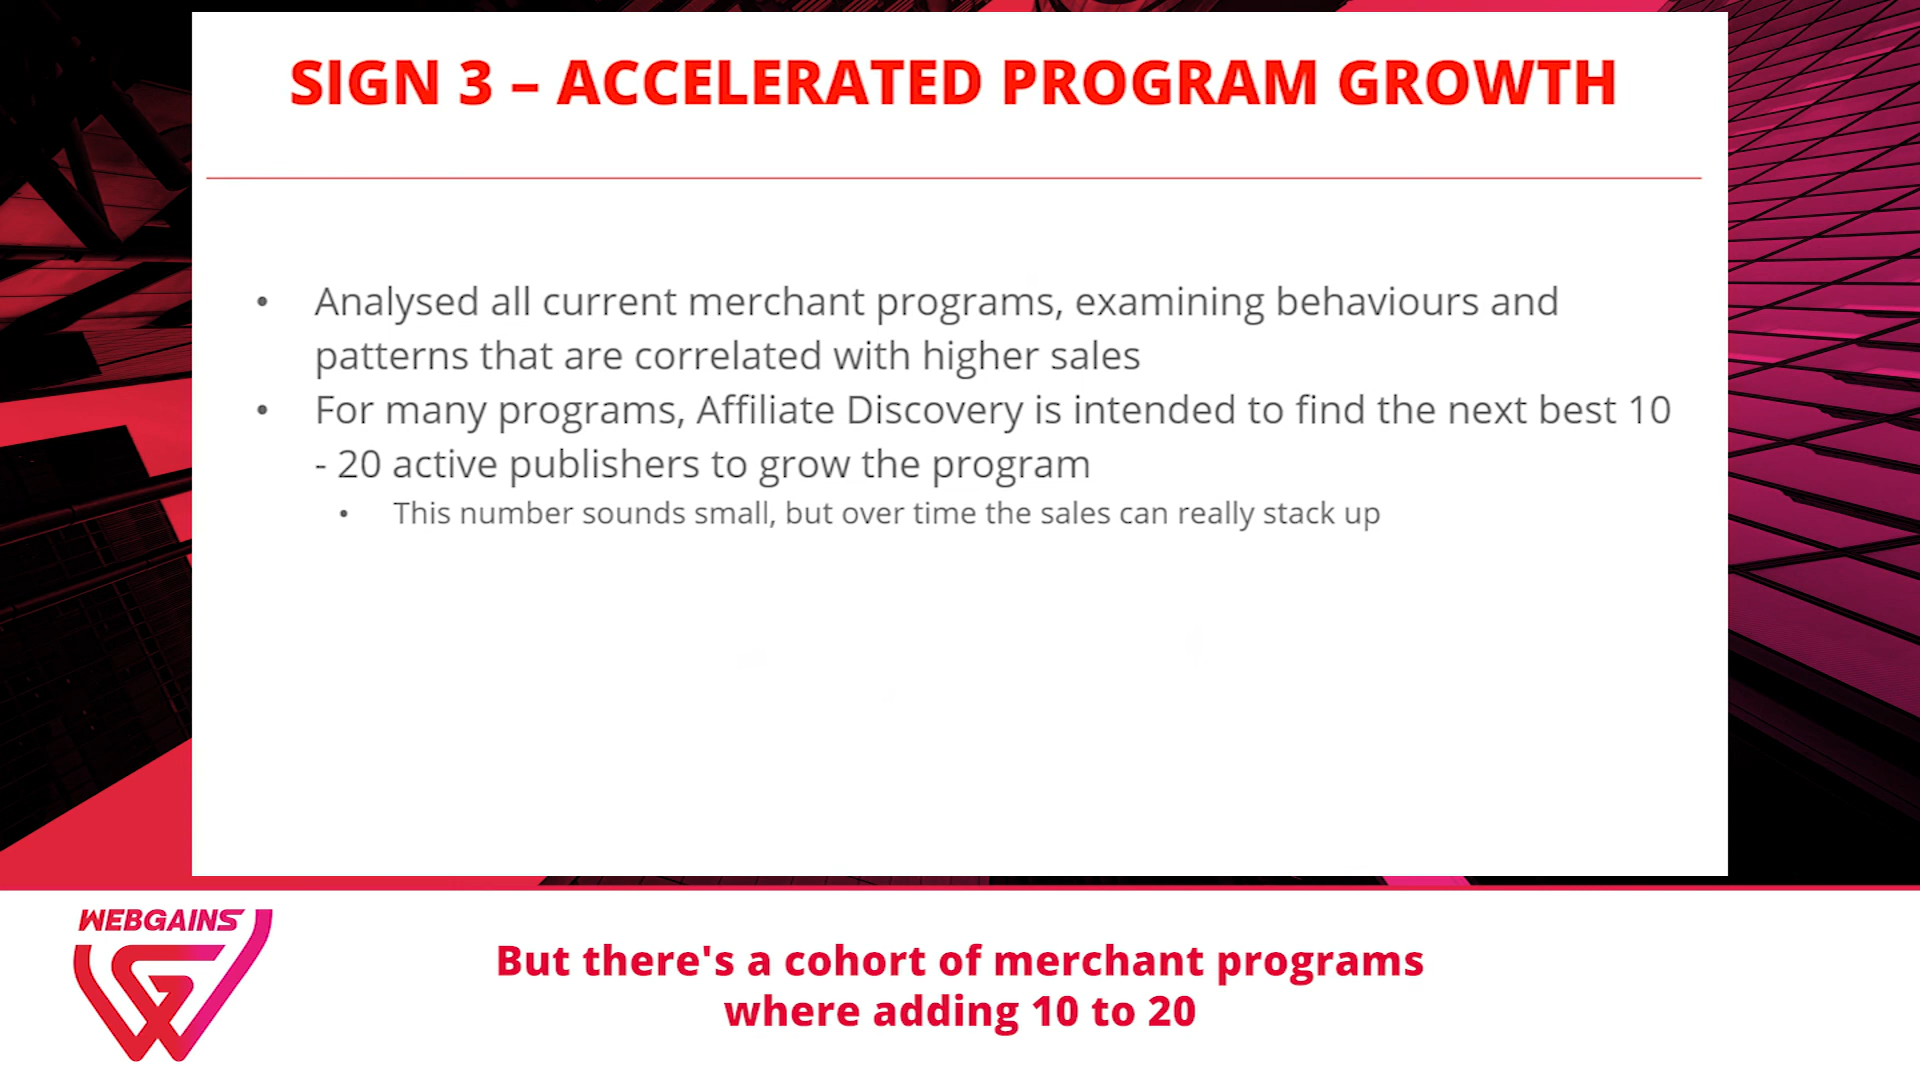 SIGN 3 – ACCELERATED PROGRAM GROWTH
• Analysed all current merchant programs, examining behaviours and
patterns that are correlated with higher sales
• For many programs, Affiliate Discovery is intended to find the next best 10
- 20 active publishers to grow the program
• This number sounds small, but over time the sales can really stack up
WEBGAINS
But there's a cohort of merchant programs
where adding 10 to 20